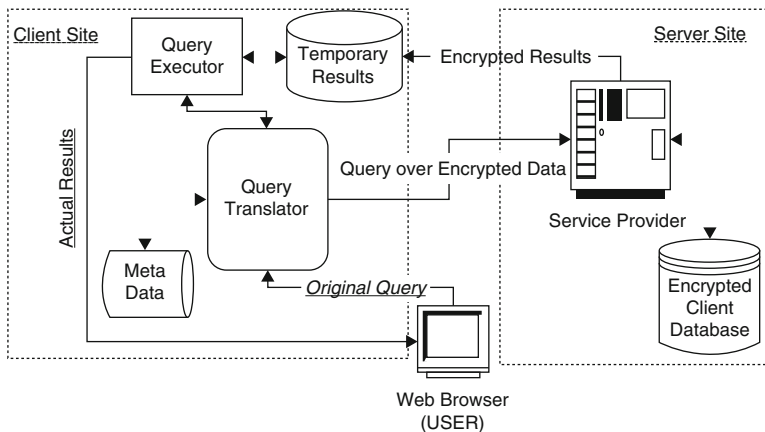 Client Site
Query
Executor
Temporary
Results
Encrypted Results
Server Site
Actual Results
Query
Translator
Query over Encrypted Data
Service Provider
Meta
Data
Original Query
Encrypted
Client
Database
Web Browser
(USER)